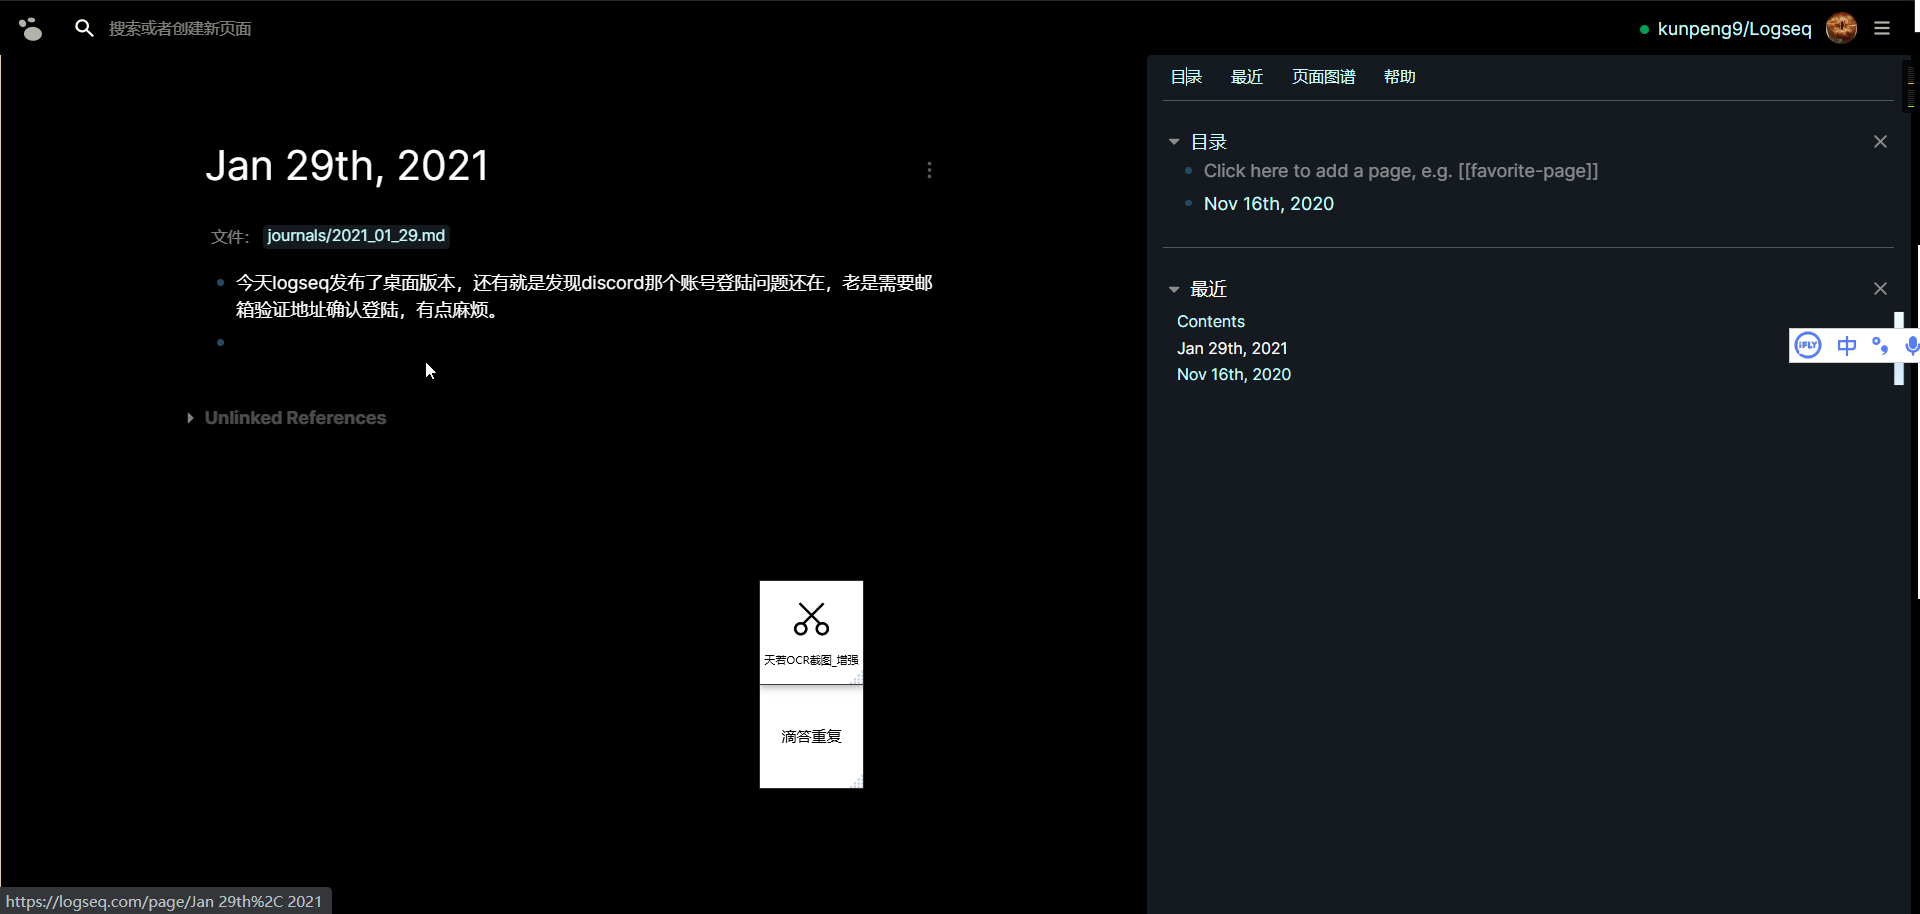 搜索或者创建新页面
kunpeng9/Logseq
目录 最近 页面图谱 帮助
Jan 29th, 2021
文件： journals/2021_01_29.md
今天logseq发布了桌面版本，还有就是发现discord那个账号登陆问题还在，老是需要邮
箱验证地址确认登陆，有点麻烦。
Unlinked References
目录
Click here to add a page, e.g. [[favorite-page]]
Nov 16th, 2020
最近
Contents
Jan 29th, 2021
Nov 16th, 2020
iFLY 中
天若OCR截图_增强
滴答重复
https://logseq.com/page/Jan 29th%2C 2021